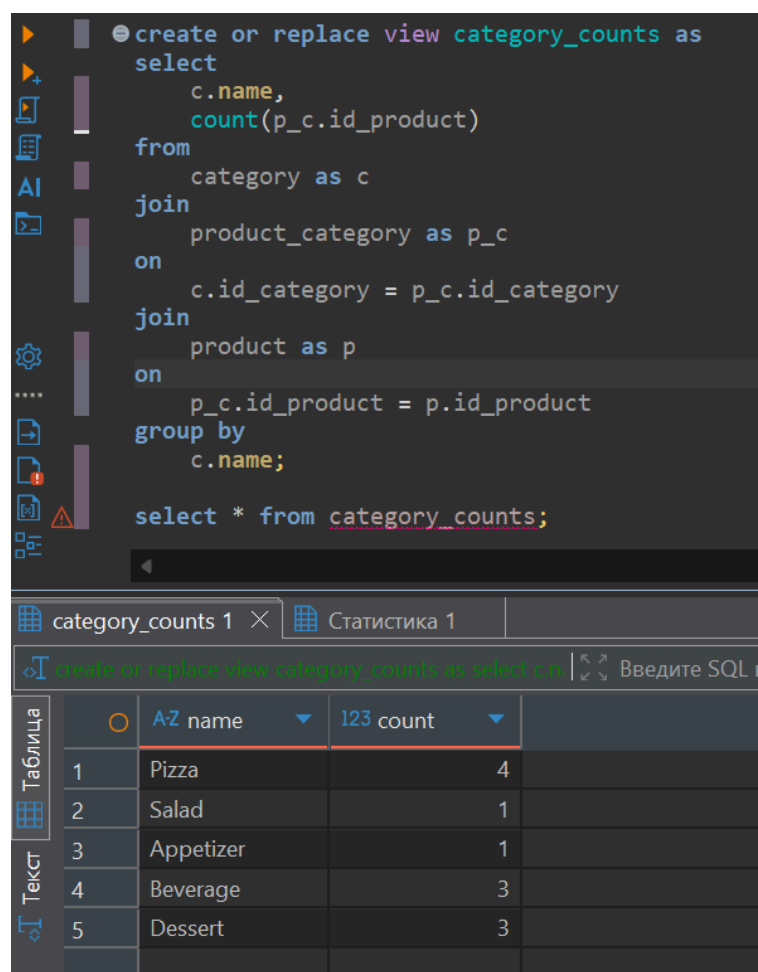 create or replace view category_counts as
select
c.name,
count(p_c.id_product)
from
category as c
AI
join
product_category as p_c
on
c.id_category = p_c.id_category
join
product as p
on
p_c.id_product = p.id_product
group by
c.name;
select * from category_counts;
category_counts 1
Статистика 1
create or replace view category_counts as select c.n
Введите SQL
Таблица
Текст
A-Z name
123 count
1 Pizza 4
2 Salad 1
3 Appetizer 1
4 Beverage 3
5 Dessert 3